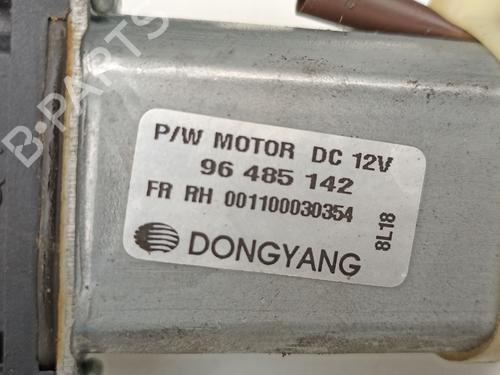 P/W MOTOR DC 12V
96 485 142
FR RH 001100030354
8L18
DONGYANG
B-PARTS